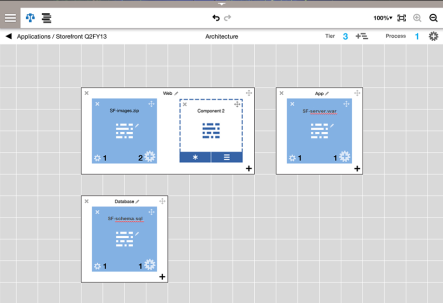 100%
Applications / Storefront Q2FY13
Architecture
Tier 3
Process 1
Web
SF-images.zip
1 2
Component 2
App
SF-server.war
1 1
Database
SF-schema.sql
1 1